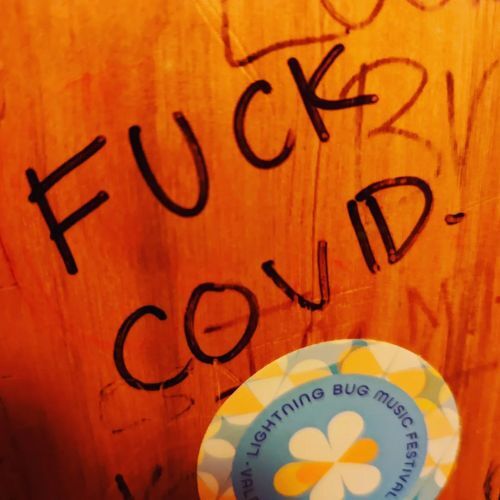 FUCK
COVID.
LIGHTNING BUG MUSIC FESTIVAL